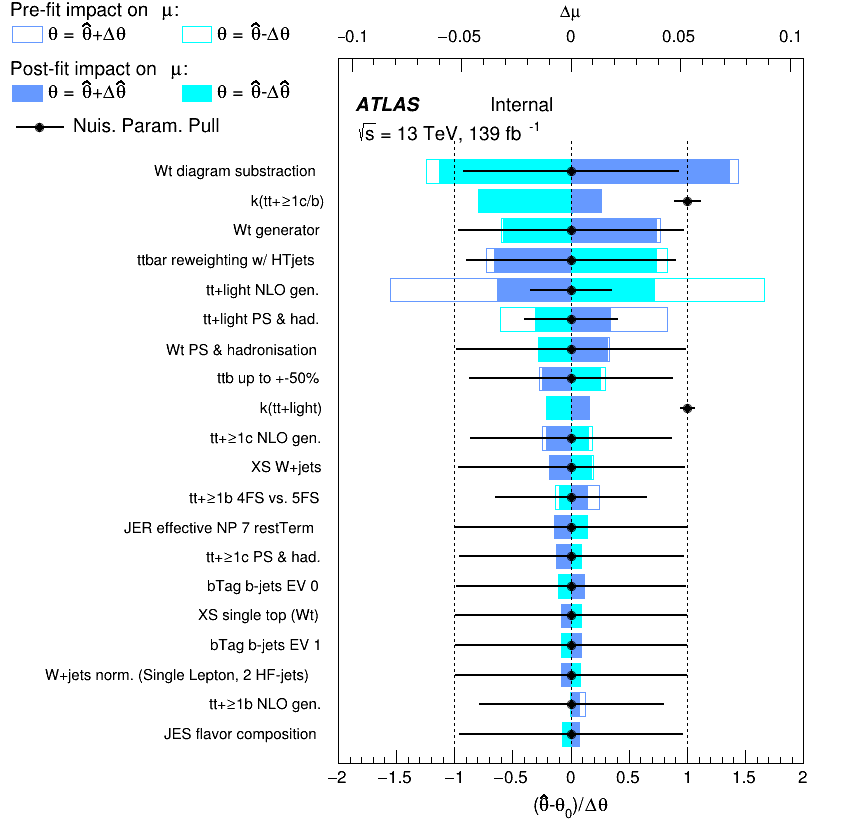 Pre-fit impact on μ:
θ = θ̂+Δθ θ = θ̂-Δθ
Post-fit impact on μ:
θ = θ̂+Δθ̂ θ = θ̂-Δθ̂
Nuis. Param. Pull
Δμ
−0.1 −0.05 0 0.05 0.1
ATLAS Internal
√s = 13 TeV, 139 fb⁻¹
Wt diagram substraction
k(tt+≥1c/b)
Wt generator
ttbar reweighting w/ HTjets
tt+light NLO gen.
tt+light PS & had.
Wt PS & hadronisation
ttb up to +-50%
k(tt+light)
tt+≥1c NLO gen.
XS W+jets
tt+≥1b 4FS vs. 5FS
JER effective NP 7 restTerm
tt+≥1c PS & had.
bTag b-jets EV 0
XS single top (Wt)
bTag b-jets EV 1
W+jets norm. (Single Lepton, 2 HF-jets)
tt+≥1b NLO gen.
JES flavor composition
−2 −1.5 −1 −0.5 0 0.5 1 1.5 2
(θ̂-θ₀)/Δθ